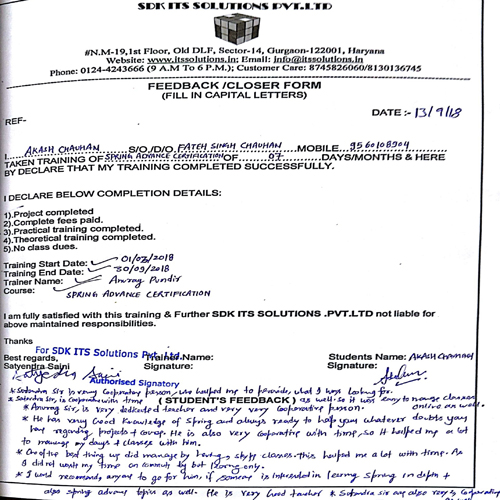 SDK ITS SOLUTIONS PVT.LTD
#N.M-19,1st Floor, Old DLF, Sector-14, Gurgaon-122001, Haryana
Website: www.itssolutions.in; Email: info@itssolutions.in
Phone: 0124-4243666 (9 A.M To 6 P.M.); Customer Care: 8745826060/8130136745
FEEDBACK /CLOSER FORM
(FILL IN CAPITAL LETTERS)
DATE :- 13/9/18
REF-
I.... AKASH CHAUHAN S/O./D/O. FATEH SINGH CHAUHAN MOBILE 9560108904
TAKEN TRAINING OF SPRING ADVANCE CERTIFICATION OF 07 DAYS/MONTHS & HERE
BY DECLARE THAT MY TRAINING COMPLETED SUCCESSFULLY.
I DECLARE BELOW COMPLETION DETAILS:
1).Project completed
2).Complete fees paid.
3).Practical training completed.
4).Theoretical training completed.
5).No class dues.
Training Start Date: 01/03/2018
Training End Date: 30/09/2018
Trainer Name: Anurag Pundir
Course: SPRING ADVANCE CERTIFICATION
I am fully satisfied with this training & Further SDK ITS SOLUTIONS .PVT.LTD not liable for
above maintained responsibilities.
Thanks
For SDK ITS Solutions Pvt. Ltd.
Best regards, Trainer Name: Students Name: AKASH CHAUHAN
Satyendra Saini Signature: Signature:
Authorised Signatory
* Satendra Sir is very Cooperative person, who helped me to provide, what I was looking for.
* Satendra Sir, is Cooperative with time (STUDENT'S FEEDBACK) as well. So it was easy to manage classes
online as well.
* Anurag Sir, is very dedicated teacher and very very Cooperative person.
* He has very Good Knowledge of Spring and always ready to help you whatever doubts you
have regarding projects & Corep. He is also very Cooperative with time, so it helped me a lot
to manage my days & classes with him.
* One of the best thing we did manage by having skype classes. This helped me a lot with time. As
I did not waste my time on commute but learning only.
* I would recommend anyone to go for him, if someone is interested in learning spring in depth &
also spring advance topics as well. He is very Good teacher * Satendra sir are also very Cooperative